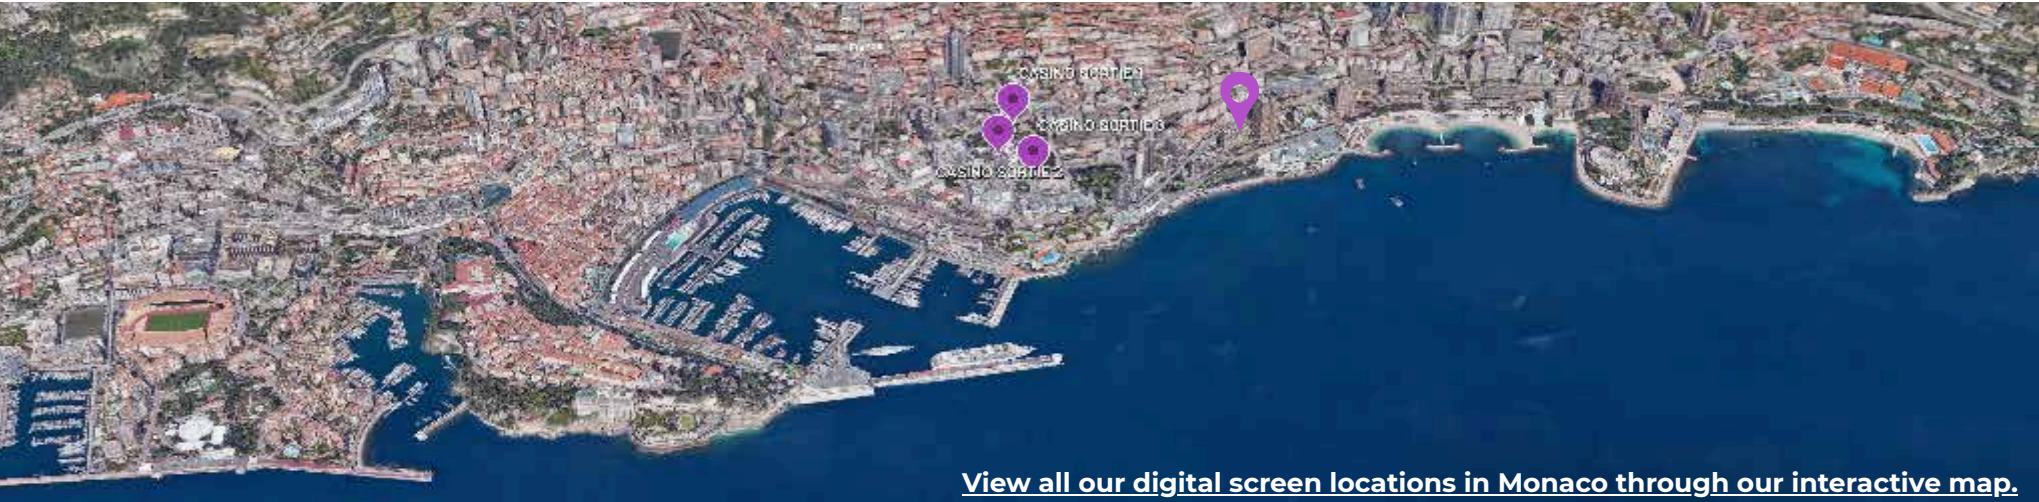 CASINO SORTIE 1
CASINO SORTIE 3
CASINO SORTIE 2
View all our digital screen locations in Monaco through our interactive map.